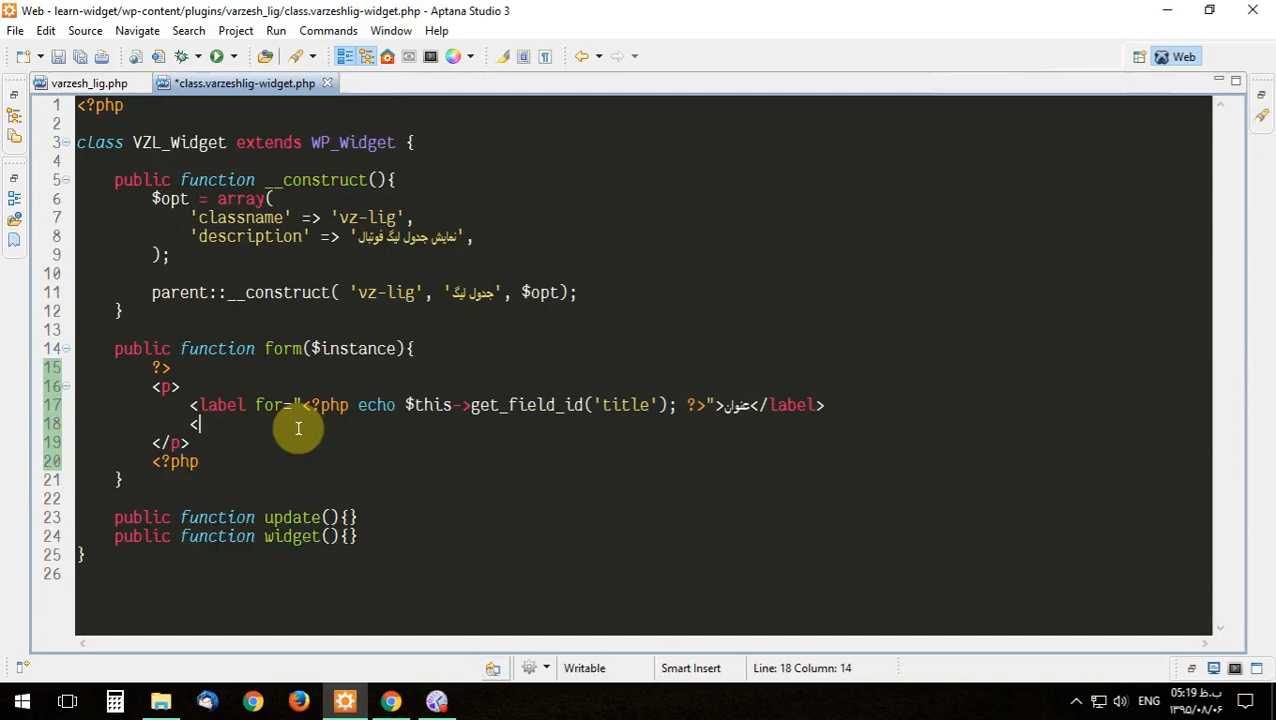 Web - learn-widget/wp-content/plugins/varzesh_lig/class.varzeshlig-widget.php - Aptana Studio 3
File Edit Source Navigate Search Project Run Commands Window Help
Web
varzesh_lig.php *class.varzeshlig-widget.php
1 <?php
2
3 class VZL_Widget extends WP_Widget {
4
5 public function __construct(){
6 $opt = array(
7 'classname' => 'vz-lig',
8 'description' => 'نمایش جدول لیگ فوتبال',
9 );
10
11 parent::__construct( 'vz-lig', 'جدول لیگ', $opt);
12 }
13
14 public function form($instance){
15 ?>
16 <p>
17 <label for="<?php echo $this->get_field_id('title'); ?>">عنوان</label>
18 <
19 </p>
20 <?php
21 }
22
23 public function update(){}
24 public function widget(){}
25 }
26
Writable Smart Insert Line: 18 Column: 14
ENG ب.ظ 05:19
۱۳۹۵/۰۸/۰۶